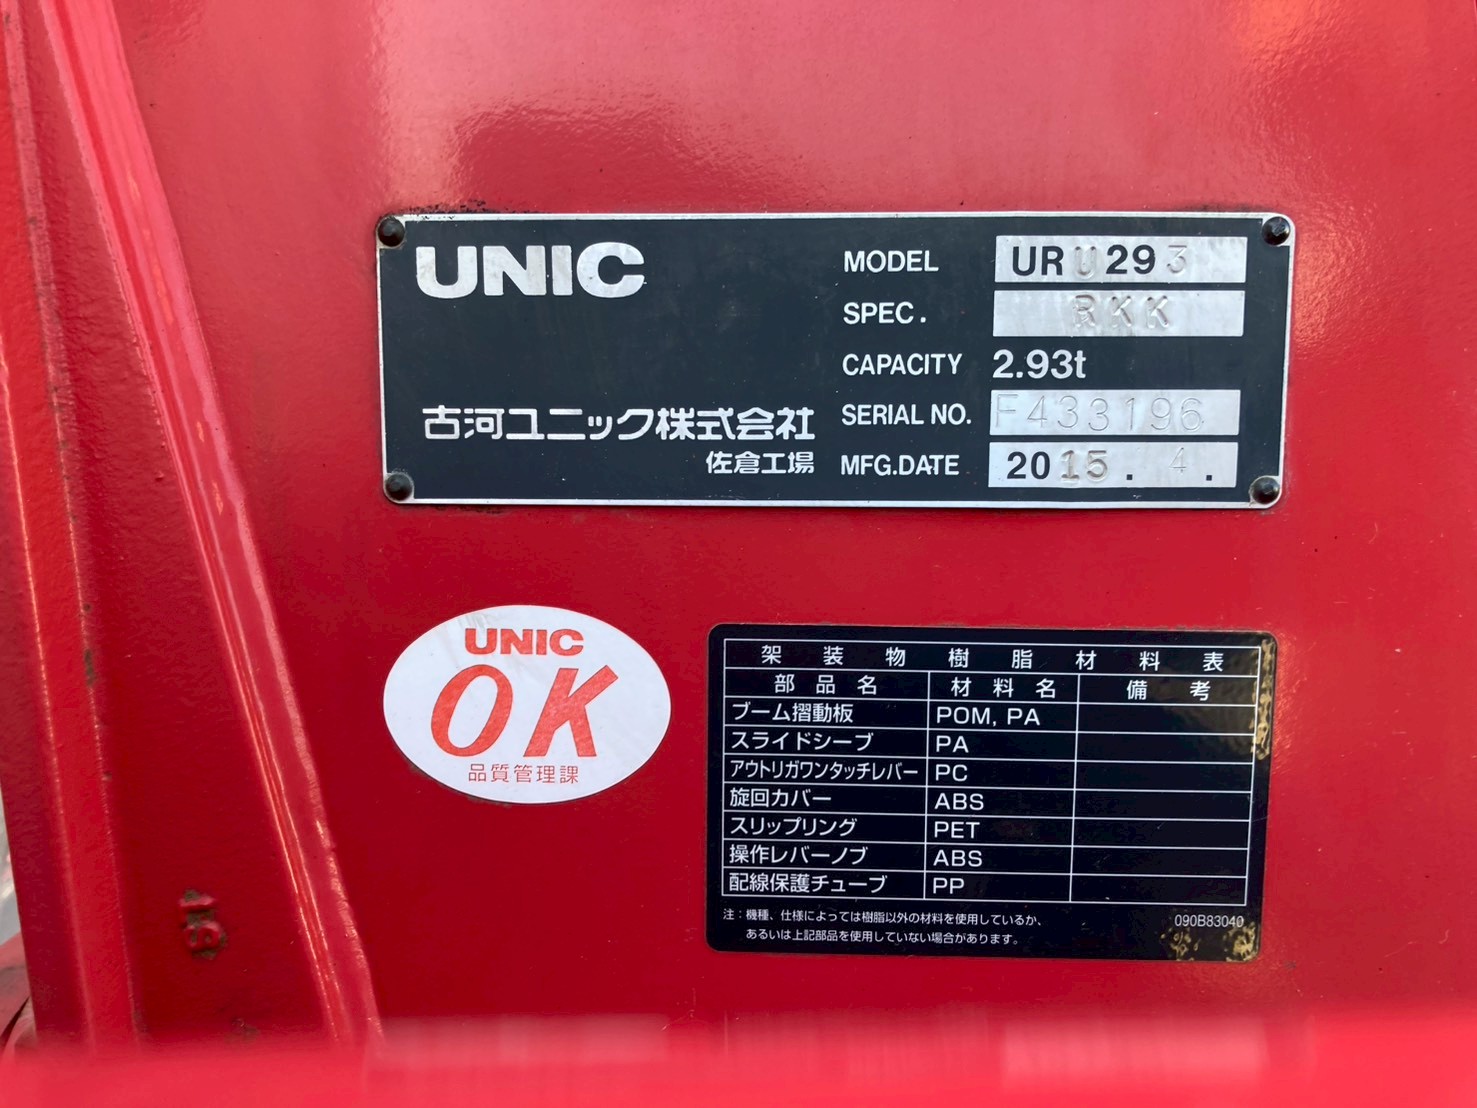 UNIC
MODEL URU293
SPEC. RKK
CAPACITY 2.93t
SERIAL NO. F433196
MFG.DATE 2015. 4.
古河ユニック株式会社
佐倉工場
UNIC
OK
品質管理課
架装物樹脂材料表
部品名 材料名 備考
ブーム摺動板 POM, PA
スライドシーブ PA
アウトリガワンタッチレバー PC
旋回カバー ABS
スリップリング PET
操作レバーノブ ABS
配線保護チューブ PP
注：機種、仕様によっては樹脂以外の材料を使用しているか、
あるいは上記部品を使用していない場合があります。
090B83040